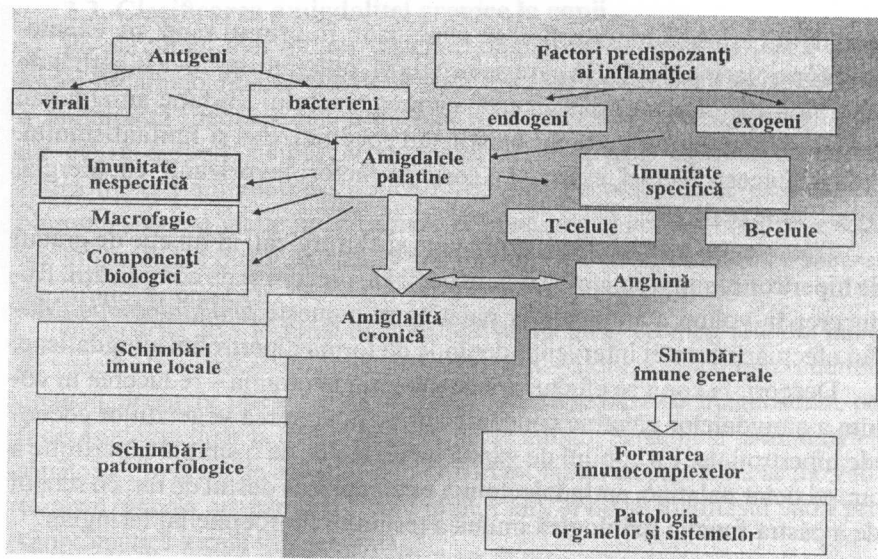 Antigeni
Factori predispozanţi
ai inflamaţiei
virali
bacterieni
endogeni
exogeni
Imunitate
nespecifică
Amigdalele
palatine
Imunitate
specifică
Macrofagie
T-celule
B-celule
Componenţi
biologici
Anghină
Amigdalită
cronică
Schimbări
imune locale
Shimbări
îmune generale
Schimbări
patomorfologice
Formarea
imunocomplexelor
Patologia
organelor şi sistemelor